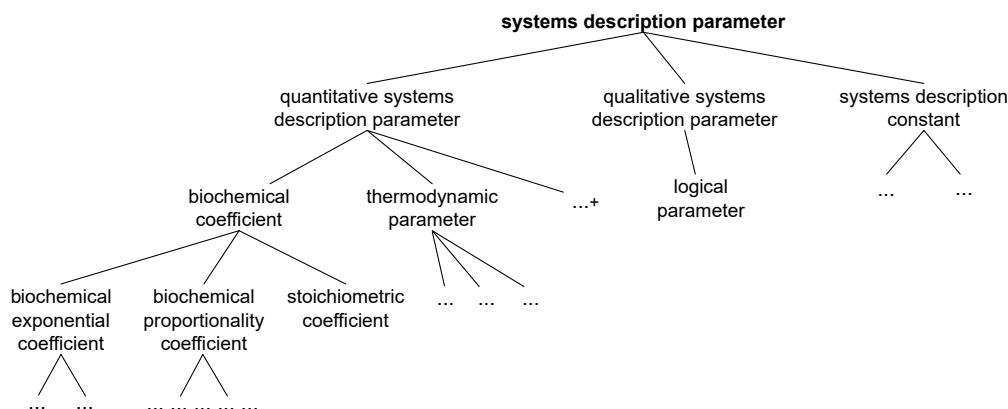 systems description parameter
quantitative systems
description parameter
qualitative systems
description parameter
systems description
constant
biochemical
coefficient
thermodynamic
parameter
...+
logical
parameter
...
...
biochemical
exponential
coefficient
biochemical
proportionality
coefficient
stoichiometric
coefficient
...
...
...
...
...
... ... ... ... ...